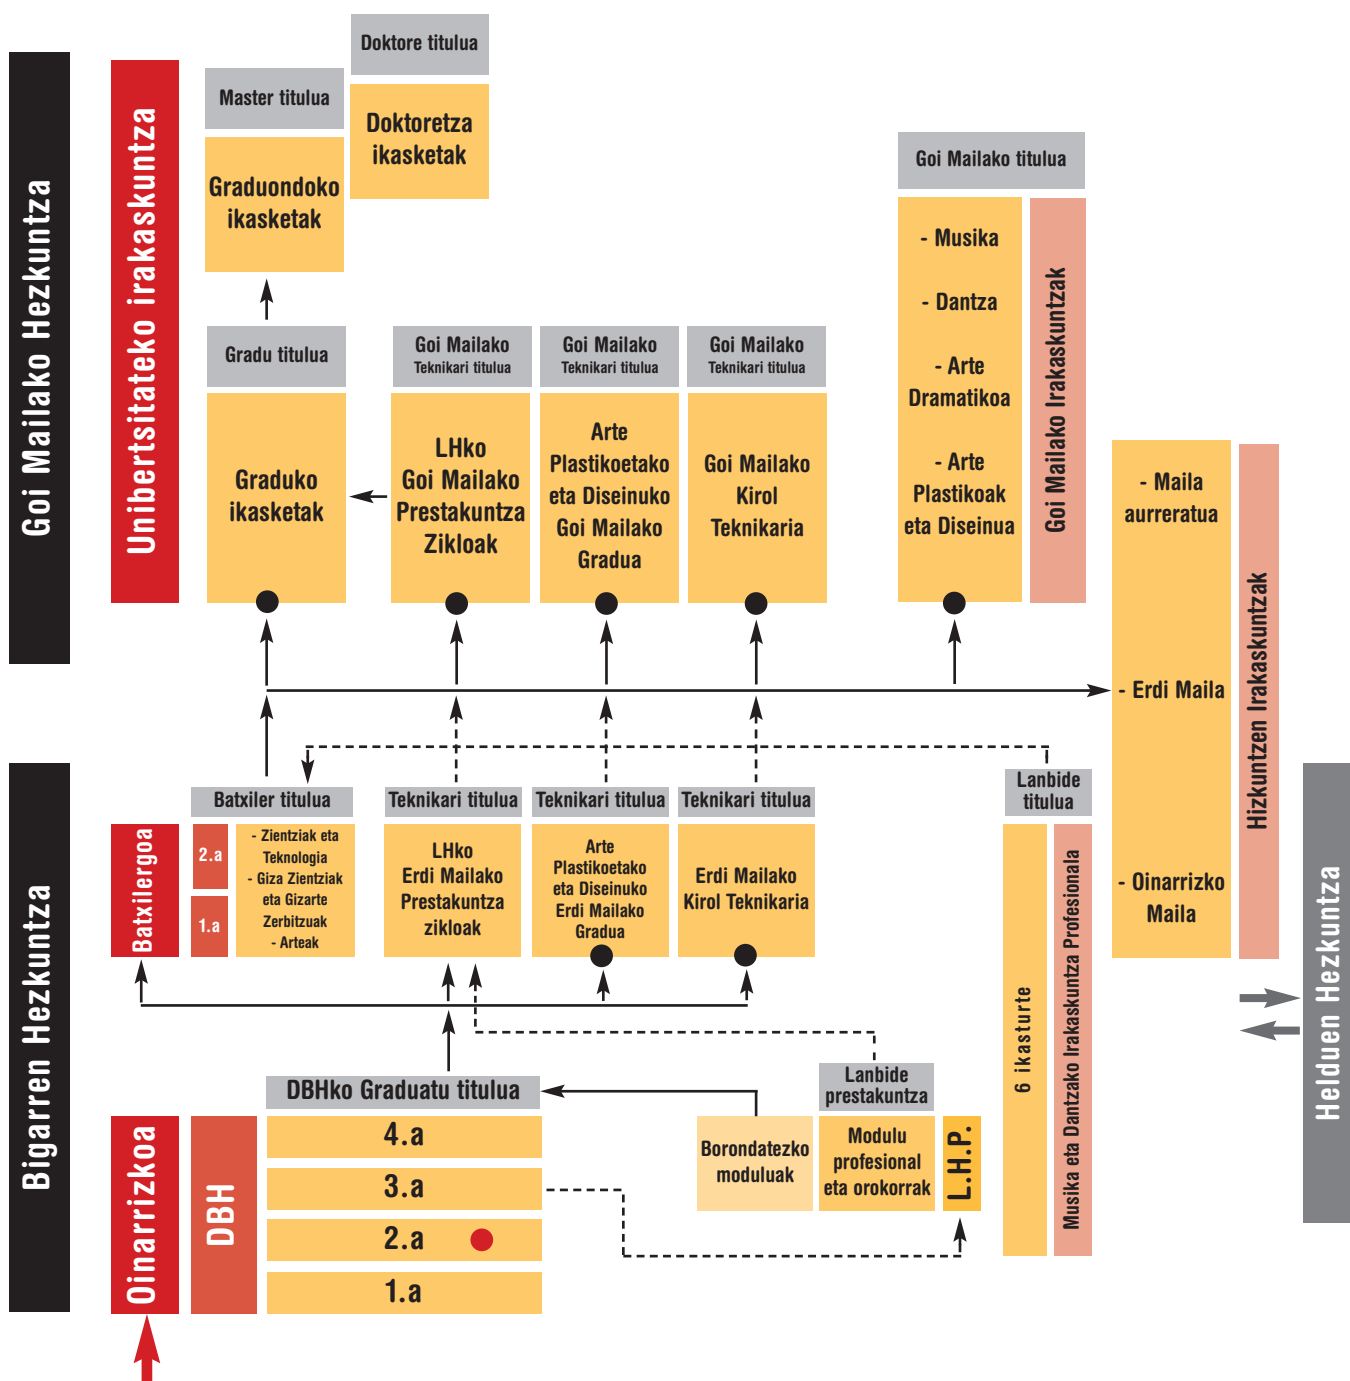 Goi Mailako Hezkuntza
Unibertsitateko irakaskuntza
Doktore titulua
Doktoretza
ikasketak
Master titulua
Graduondoko
ikasketak
Gradu titulua
Graduko
ikasketak
Goi Mailako
Teknikari titulua
LHko
Goi Mailako
Prestakuntza
Zikloak
Goi Mailako
Teknikari titulua
Arte
Plastikoetako
eta Diseinuko
Goi Mailako
Gradua
Goi Mailako
Teknikari titulua
Goi Mailako
Kirol
Teknikaria
Goi Mailako titulua
- Musika
- Dantza
- Arte
Dramatikoa
- Arte
Plastikoak
eta Diseinua
Goi Mailako Irakaskuntzak
- Maila
aurreratua
- Erdi Maila
- Oinarrizko
Maila
Hizkuntzen Irakaskuntzak
Helduen Hezkuntza
Bigarren Hezkuntza
Batxilergoa
2.a
1.a
Batxiler titulua
- Zientziak eta
Teknologia
- Giza Zientziak
eta Gizarte
Zerbitzuak
- Arteak
Teknikari titulua
LHko
Erdi Mailako
Prestakuntza
zikloak
Teknikari titulua
Arte
Plastikoetako
eta Diseinuko
Erdi Mailako
Gradua
Teknikari titulua
Erdi Mailako
Kirol Teknikaria
Lanbide
titulua
6 ikasturte
Musika eta Dantzako Irakaskuntza Profesionala
Oinarrizkoa
DBH
DBHko Graduatu titulua
4.a
3.a
2.a
1.a
Borondatezko
moduluak
Lanbide
prestakuntza
Modulu
profesional
eta orokorrak
L.H.P.